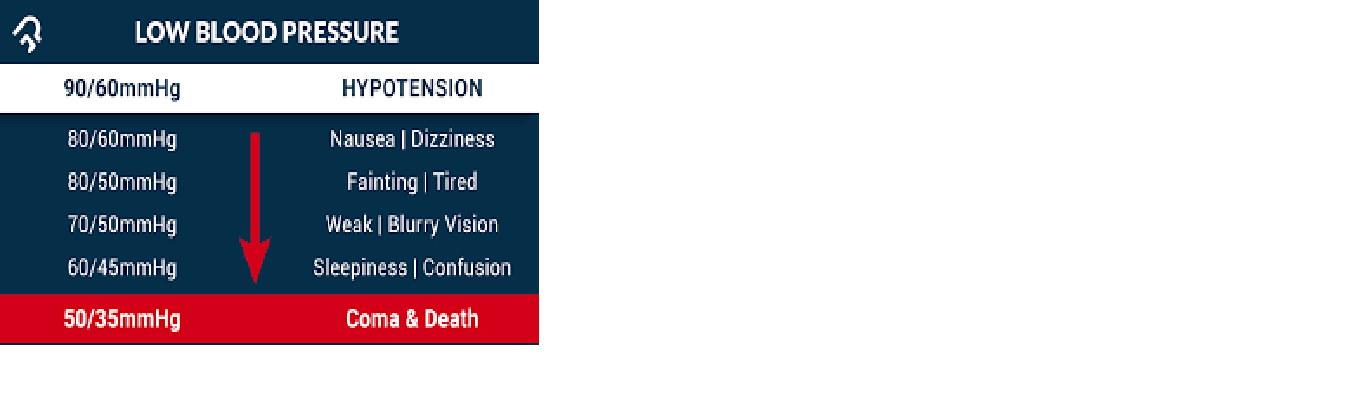 LOW BLOOD PRESSURE
90/60mmHg HYPOTENSION
80/60mmHg Nausea | Dizziness
80/50mmHg Fainting | Tired
70/50mmHg Weak | Blurry Vision
60/45mmHg Sleepiness | Confusion
50/35mmHg Coma & Death